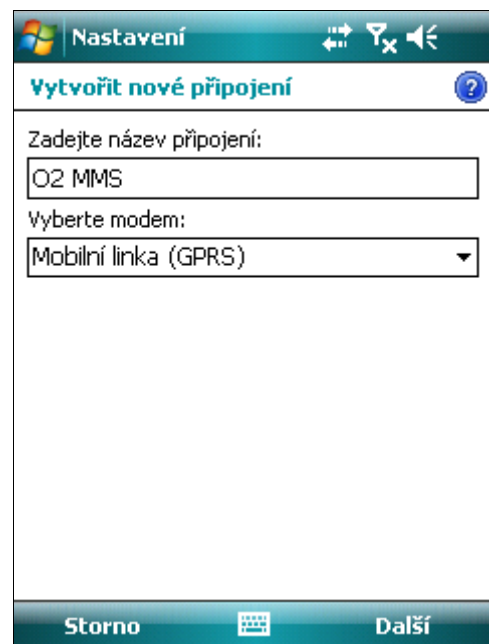 Nastavení
Vytvořit nové připojení
Zadejte název připojení:
O2 MMS
Vyberte modem:
Mobilní linka (GPRS)
Storno
Další